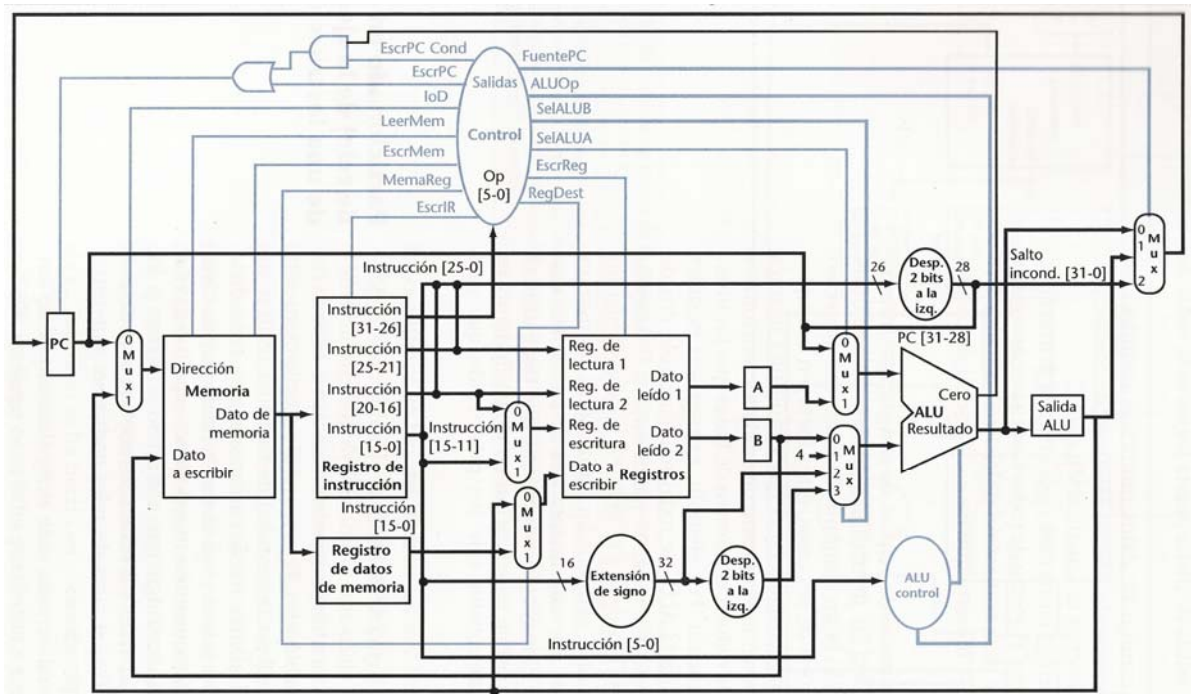 EscrPC Cond
EscrPC
IoD
LeerMem
EscrMem
MemaReg
EscrIR
Salidas
Control
Op
[5-0]
FuentePC
ALUOp
SelALUB
SelALUA
EscrReg
RegDest
PC
0
M
u
x
1
Dirección
Memoria
Dato de
memoria
Dato
a escribir
Instrucción [25-0]
Instrucción
[31-26]
Instrucción
[25-21]
Instrucción
[20-16]
Instrucción
[15-0]
Registro de
instrucción
Instrucción
[15-0]
Registro
de datos
de memoria
Instrucción
[15-11]
0
M
u
x
1
0
M
u
x
1
Reg. de
lectura 1
Reg. de
lectura 2
Reg. de
escritura
Dato a
escribir
Registros
Dato
leído 1
Dato
leído 2
A
B
4
0
M
u
x
1
0
1
2
3
M
u
x
26
Desp.
2 bits
a la
izq.
28
Salto
incond. [31-0]
PC [31-28]
Cero
ALU
Resultado
Salida
ALU
0
1
2
M
u
x
16
Extensión
de signo
32
Desp.
2 bits
a la
izq.
ALU
control
Instrucción [5-0]